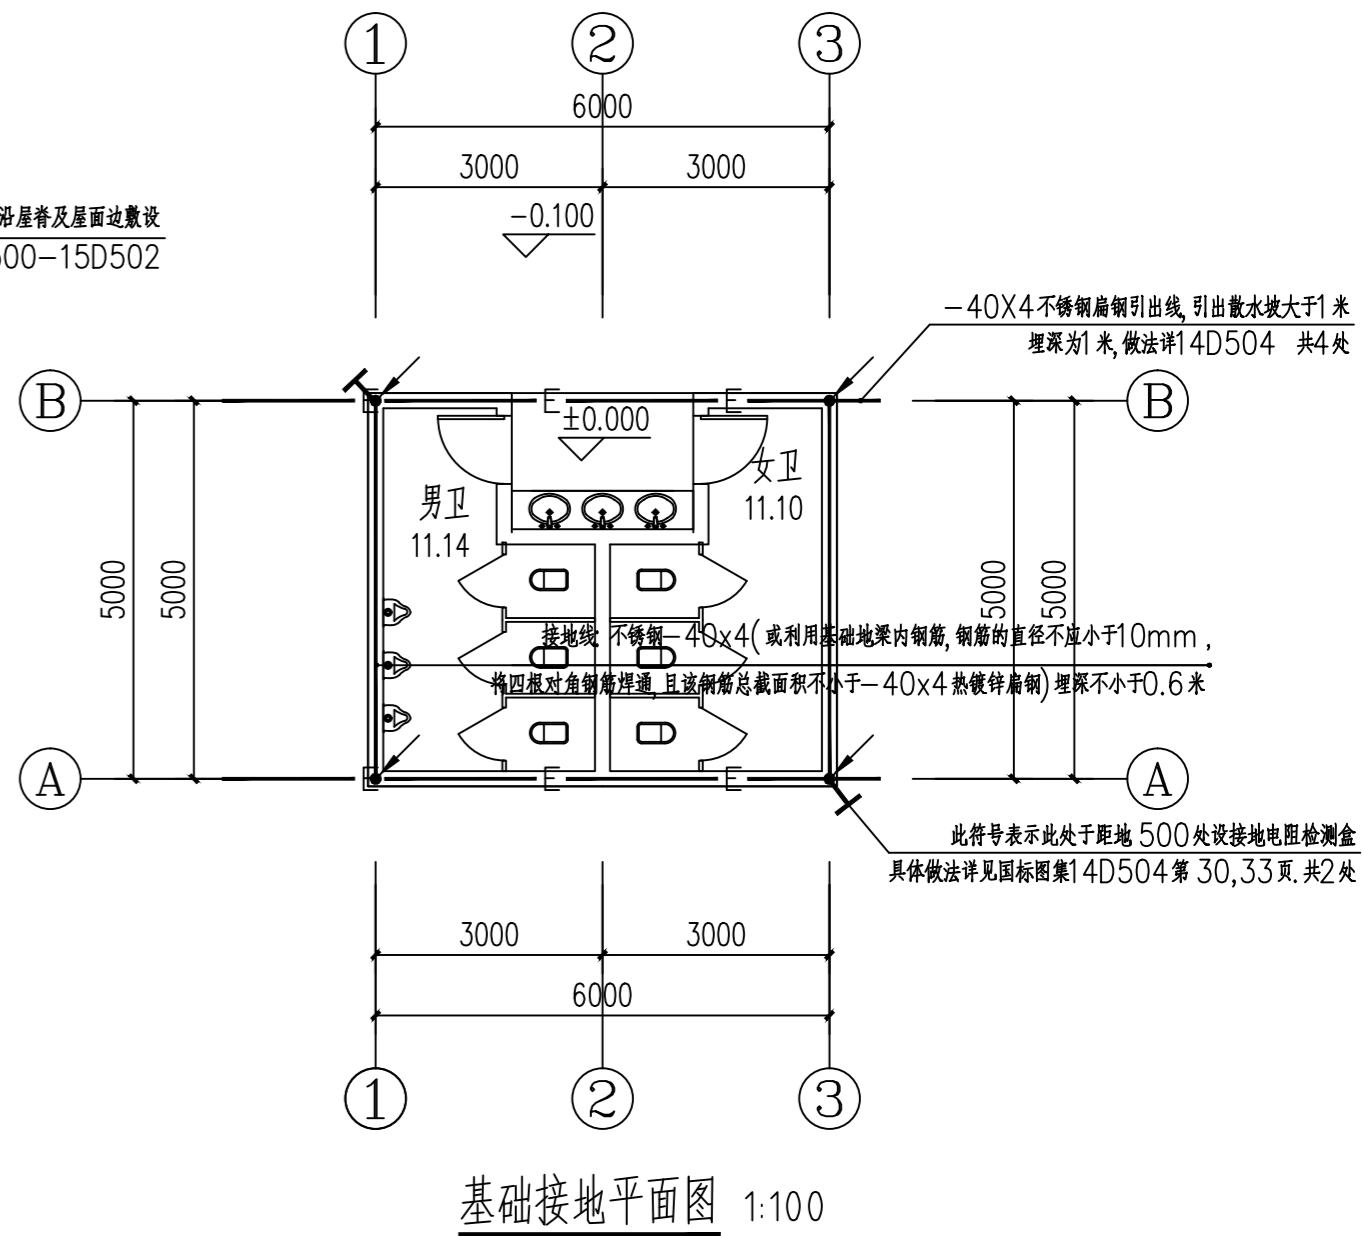 1 2 3
6000
3000 3000
-0.100
沿屋脊及屋面边敷设
500-15D502
-40X4不锈钢扁钢引出线,引出散水坡大于1米
埋深为1米,做法详14D504 共4处
B B
E E E
±0.000
女卫
11.10
男卫
11.14
5000 5000 5000 5000
接地线: 不锈钢-40x4(或利用基础地梁内钢筋,钢筋的直径不应小于10mm,
将四根对角钢筋焊通,且该钢筋总截面积不小于-40x4热镀锌扁钢)埋深不小于0.6米
A A
E E E
此符号表示此处于距地 500处设接地电阻检测盒
具体做法详见国标图集14D504第 30,33页.共2处
3000 3000
6000
1 2 3
基础接地平面图 1:100